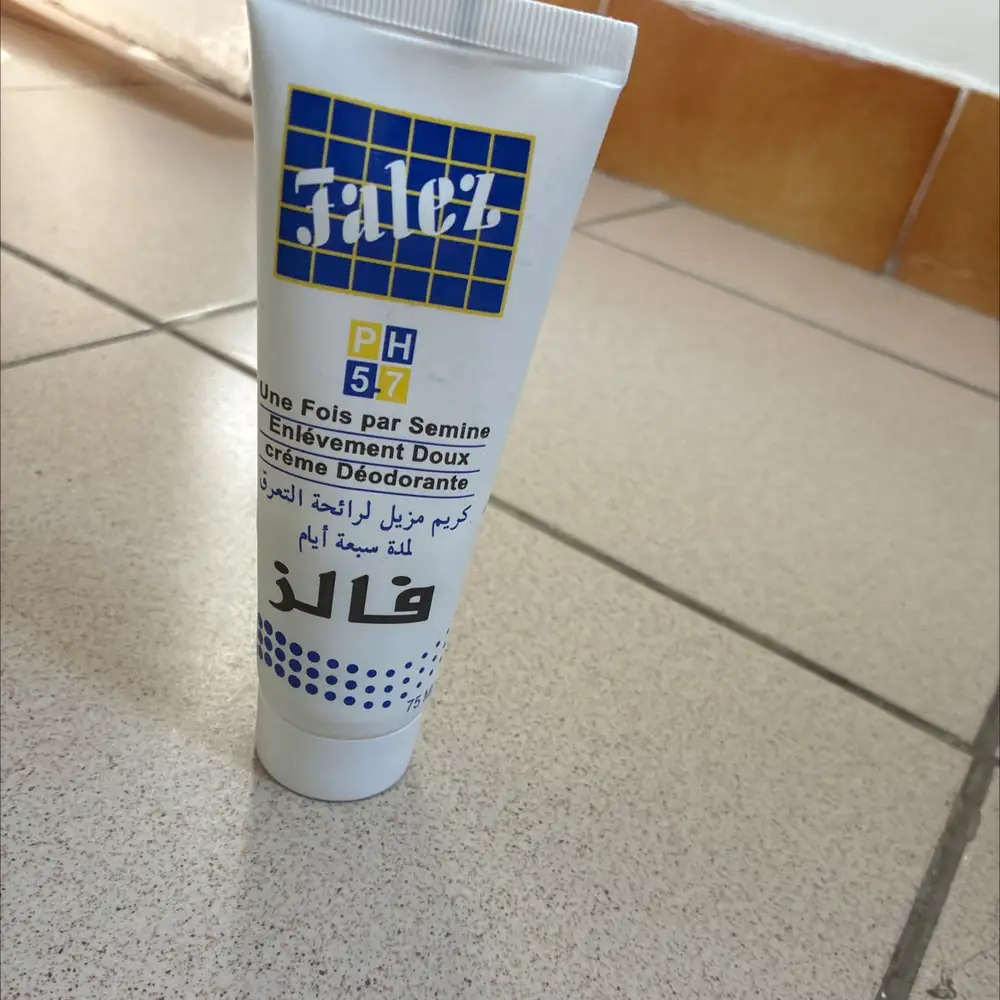 Falez
PH
5.7
Une Fois par Semine
Enlévement Doux
créme Déodorante
كريم مزيل لرائحة التعرق
لمدة سبعة أيام
فالز
75